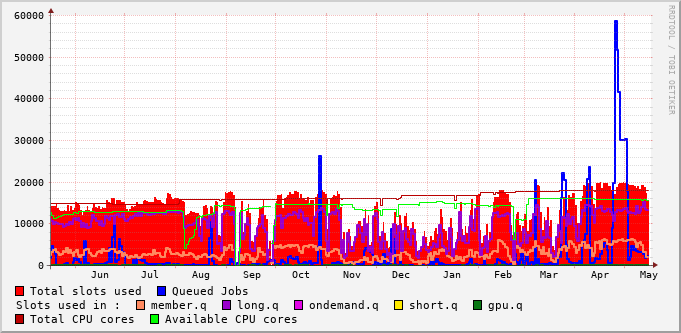 60000
50000
40000
30000
20000
10000
0
Jun Jul Aug Sep Oct Nov Dec Jan Feb Mar Apr May
RRDTOOL / TOBI OETIKER
Total slots used Queued Jobs
Slots used in : member.q long.q ondemand.q short.q gpu.q
Total CPU cores Available CPU cores